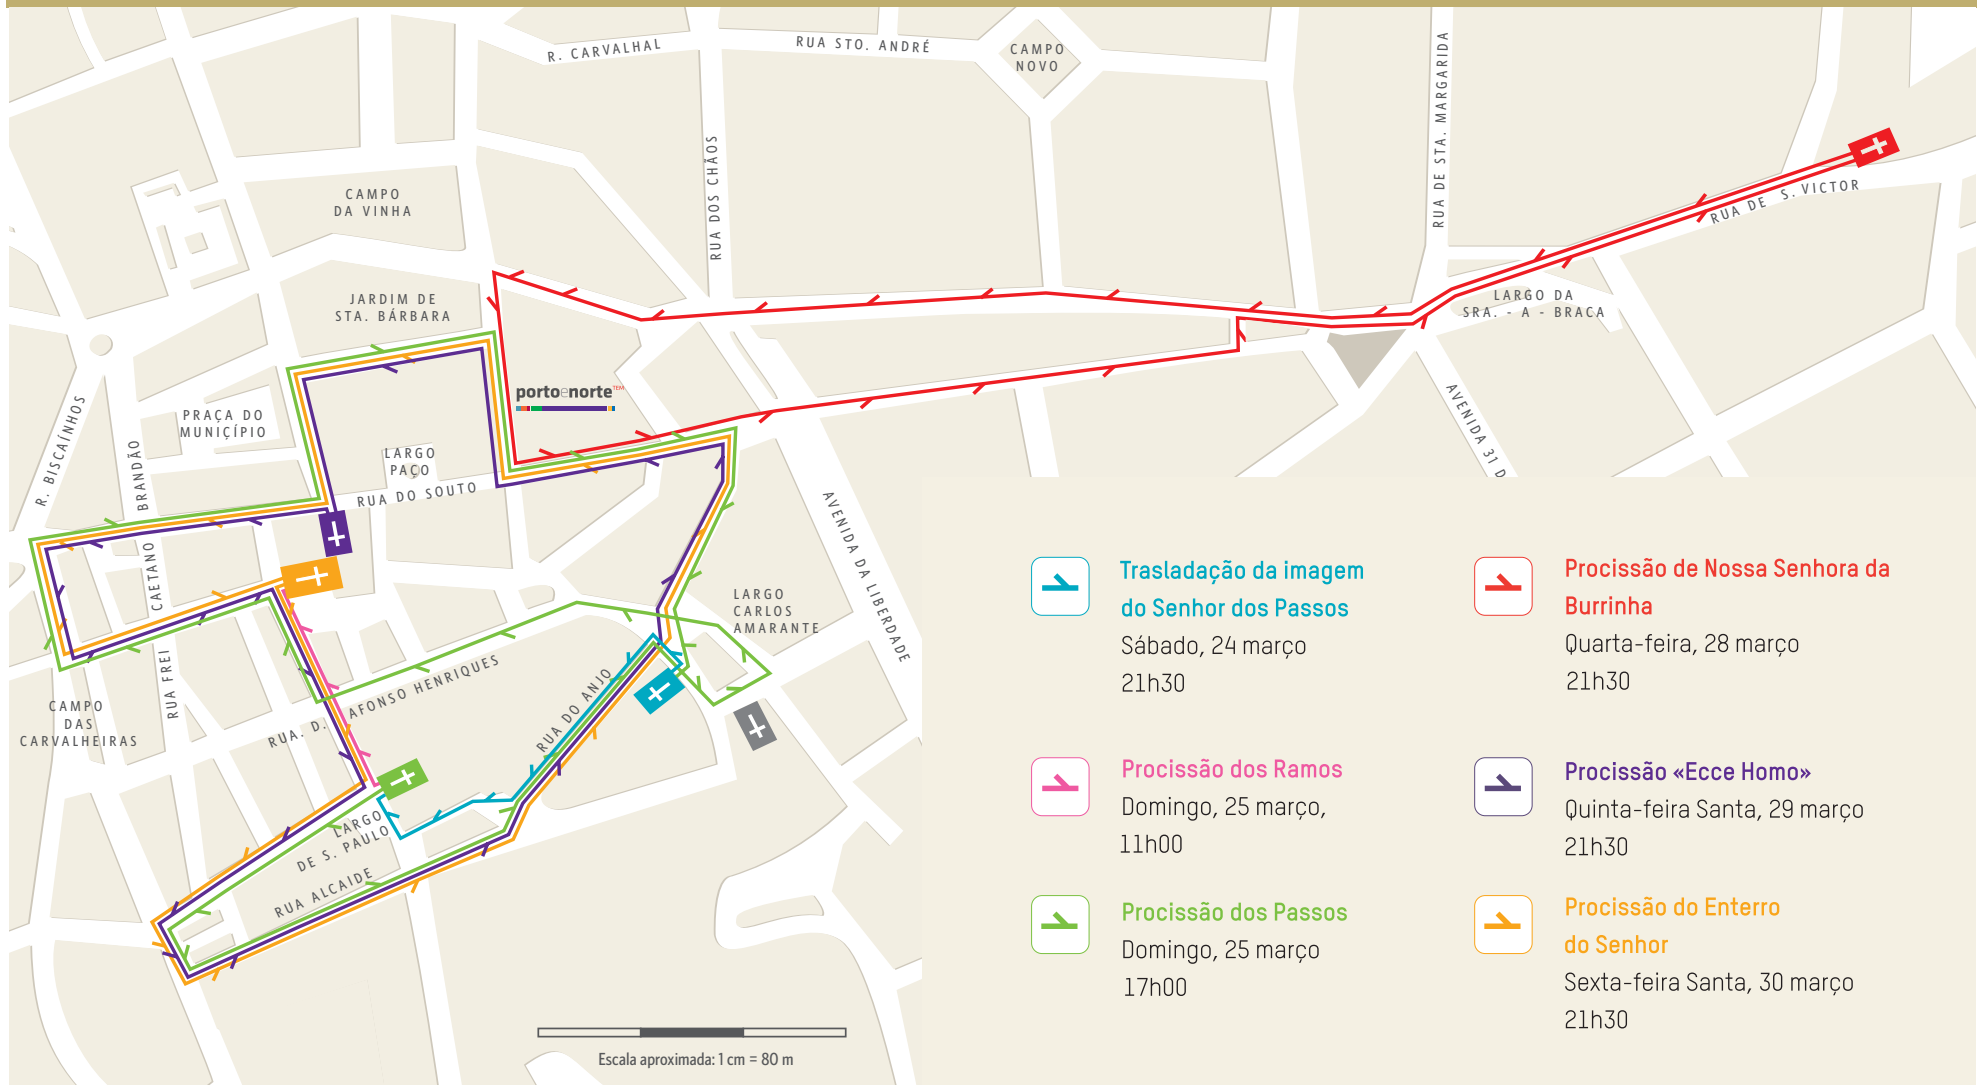 R. CARVALHAL
RUA STO. ANDRÉ
CAMPO
NOVO
RUA DE STA. MARGARIDA
RUA DOS CHÃOS
CAMPO
DA VINHA
RUA DE S. VICTOR
JARDIM DE
STA. BÁRBARA
LARGO DA
SRA. - A - BRACA
portoenorte TEM
R. BISCAÍNHOS
PRAÇA DO
MUNIÇÍPIO
LARGO
PAÇO
RUA DO SOUTO
AVENIDA 31 D
RUA FREI CAETANO BRANDÃO
AVENIDA DA LIBERDADE
LARGO
CARLOS
AMARANTE
CAMPO
DAS
CARVALHEIRAS
RUA. D. AFONSO HENRIQUES
RUA DO ANJO
LARGO
DE S. PAULO
RUA ALCAIDE
Escala aproximada: 1 cm = 80 m
Trasladação da imagem
do Senhor dos Passos
Sábado, 24 março
21h30
Procissão dos Ramos
Domingo, 25 março,
11h00
Procissão dos Passos
Domingo, 25 março
17h00
Procissão de Nossa Senhora da
Burrinha
Quarta-feira, 28 março
21h30
Procissão «Ecce Homo»
Quinta-feira Santa, 29 março
21h30
Procissão do Enterro
do Senhor
Sexta-feira Santa, 30 março
21h30